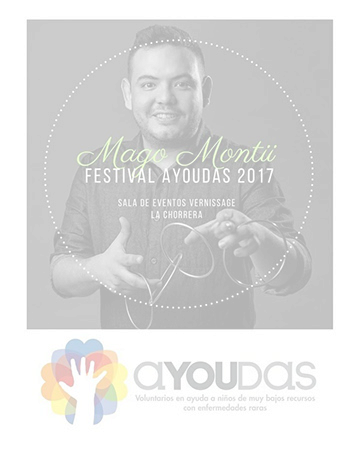 Mago Montii
FESTIVAL AYOUDAS 2017
SALA DE EVENTOS VERNISSAGE
LA CHORRERA
aYOUDas
Voluntarios en ayuda a niños de muy bajos recursos
con enfermedades raras